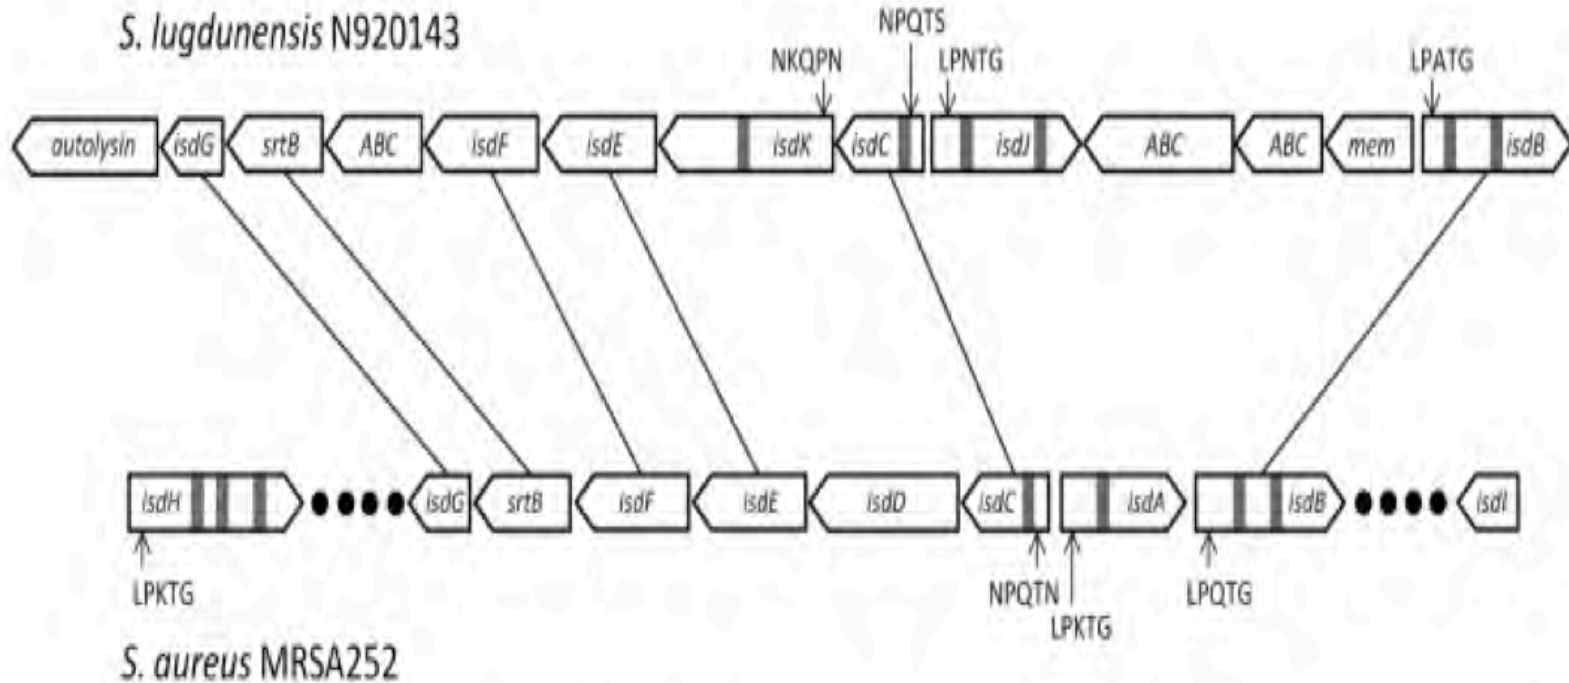 S. lugdunensis N920143
NPQTS
NKQPN LPNTG LPATG
autolysin isdG srtB ABC isdF isdE isdK isdC isdJ ABC ABC mem isdB
isdH isdG srtB isdF isdE isdD isdC isdA isdB isdI
LPKTG NPQTN LPQTG
LPKTG
S. aureus MRSA252